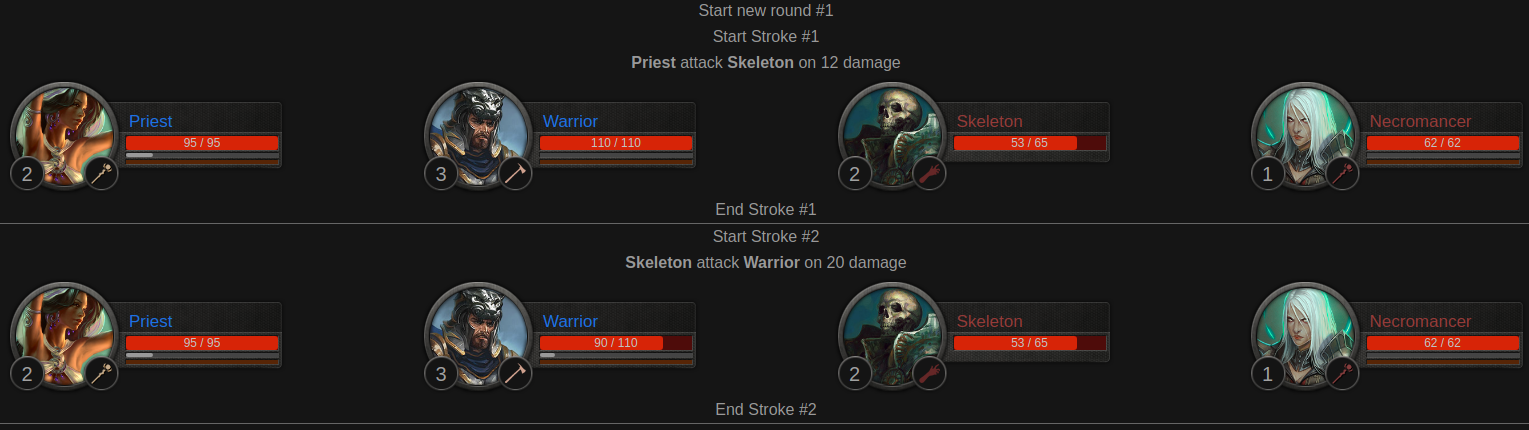 Start new round #1
Start Stroke #1
Priest attack Skeleton on 12 damage
Priest Warrior Skeleton Necromancer
95 / 95 110 / 110 53 / 65 62 / 62
2 3 2 1
End Stroke #1
Start Stroke #2
Skeleton attack Warrior on 20 damage
Priest Warrior Skeleton Necromancer
95 / 95 90 / 110 53 / 65 62 / 62
2 3 2 1
End Stroke #2